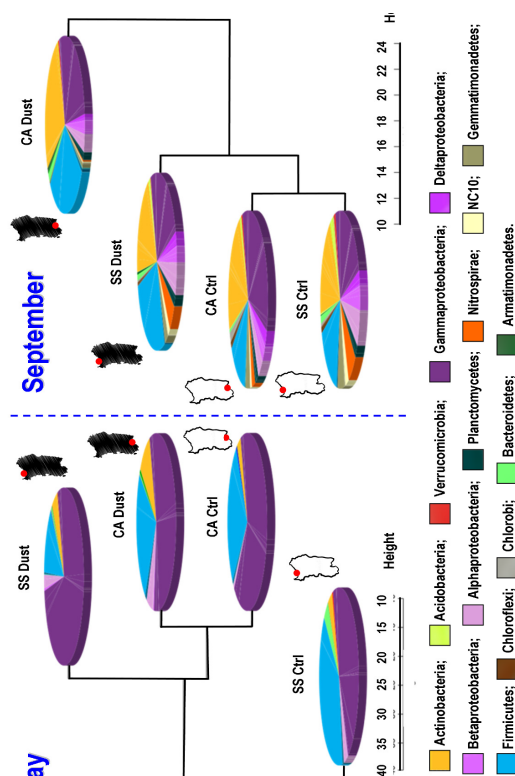 September
CA Dust
SS Dust
CA Ctrl
SS Ctrl
24
22
20
18
16
14
12
10
ay
SS Dust
CA Dust
CA Ctrl
SS Ctrl
Height
10
15
20
25
30
35
40
Actinobacteria; Acidobacteria; Verrucomicrobia; Gammaproteobacteria; Deltaproteobacteria;
Betaproteobacteria; Alphaproteobacteria; Planctomycetes; Nitrospirae; NC10; Gemmatimonadetes;
Firmicutes; Chloroflexi; Chlorobi; Bacteroidetes; Armatimonadetes.